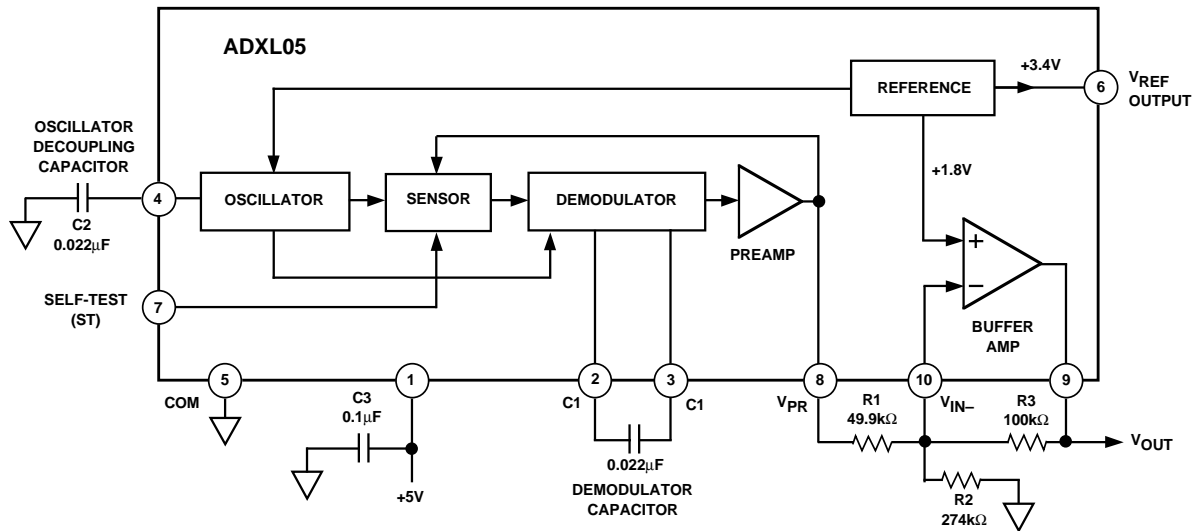 ADXL05
+3.4V
6
VREF
OUTPUT
REFERENCE
OSCILLATOR
DECOUPLING
CAPACITOR
+1.8V
4
OSCILLATOR
SENSOR
DEMODULATOR
C2
0.022μF
PREAMP
+
−
SELF-TEST
(ST)
7
BUFFER
AMP
5
1
2
3
8
10
9
COM
C3
0.1μF
C1
C1
VPR
R1
49.9kΩ
VIN–
R3
100kΩ
VOUT
0.022μF
+5V
DEMODULATOR
CAPACITOR
R2
274kΩ